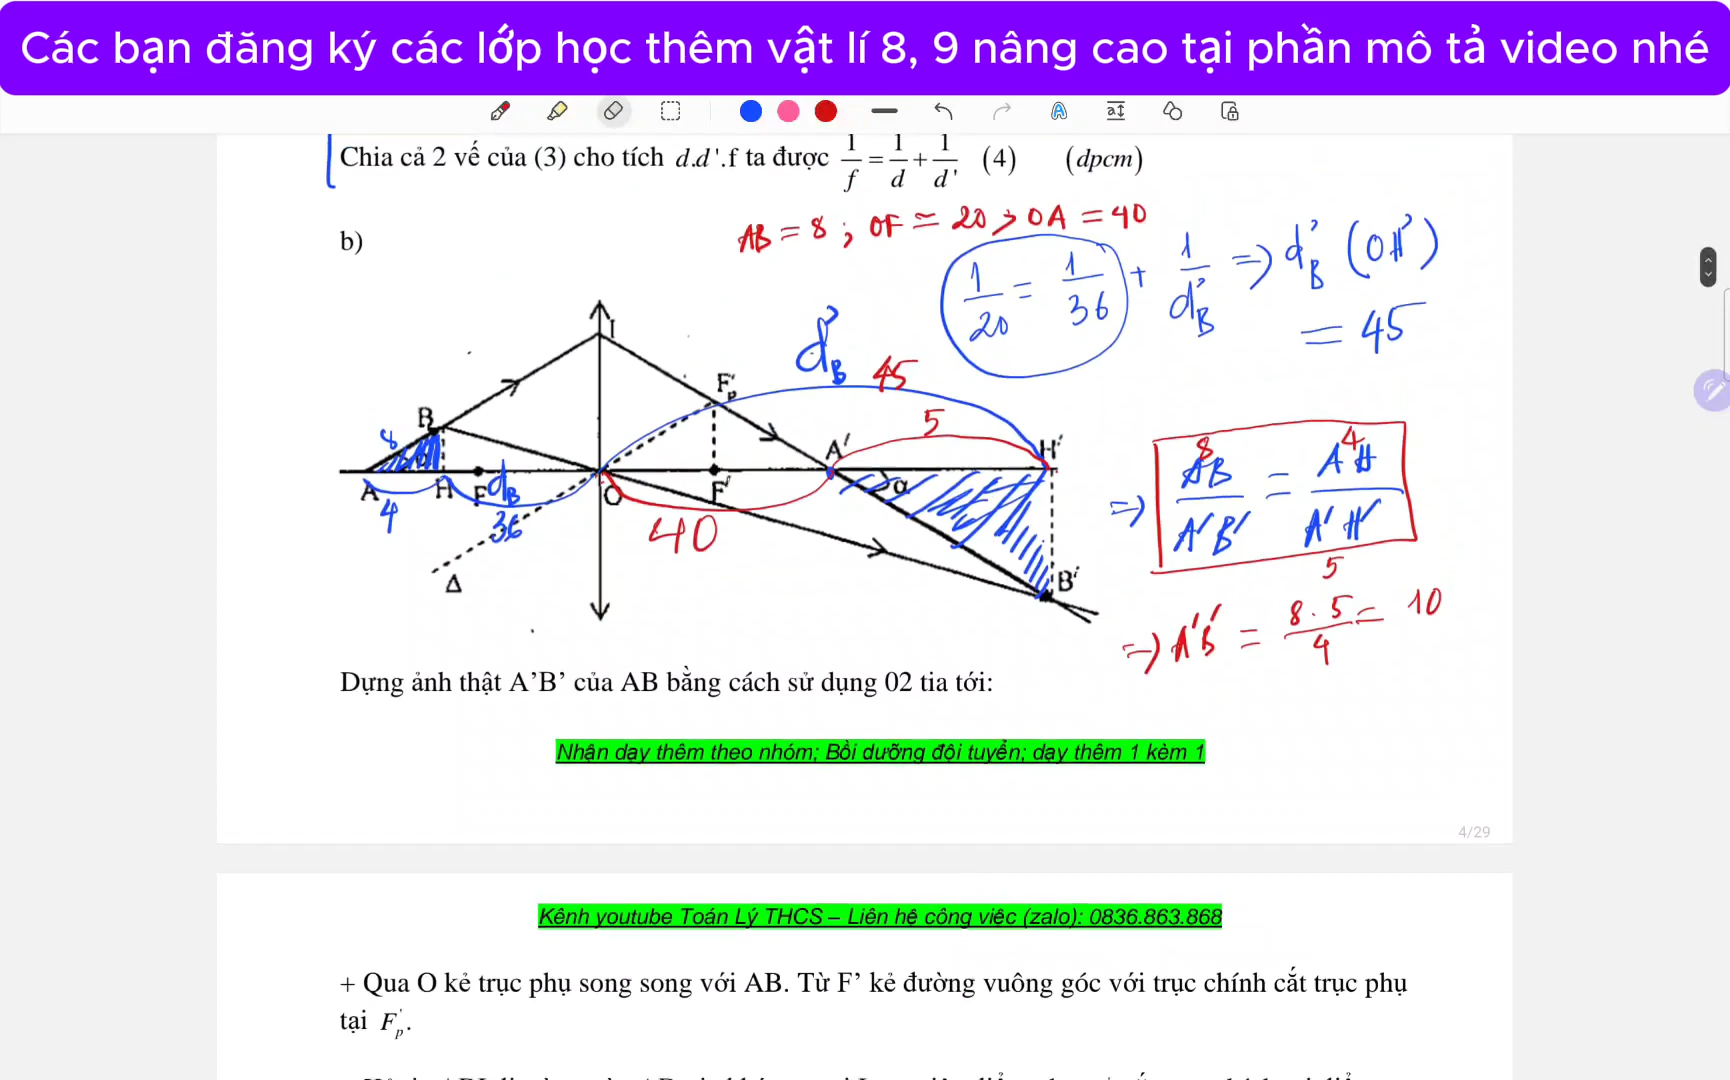 Các bạn đăng ký các lớp học thêm vật lí 8, 9 nâng cao tại phần mô tả video nhé
Chia cả 2 vế của (3) cho tích d.d'.f ta được 1/f = 1/d + 1/d' (4) (dpcm)
b)
AB = 8 ; OF = 20 ; OA = 40
1/20 = 1/36 + 1/d'B => d'B (OH')
= 45
I
d'B 45
F'p
5
B
8
A'
H'
A H F dB
O
F'
α
4
36
40
Δ
B'
=> AB/A'B' = AH/A'H'
8
4
5
=> A'B' = 8.5/4 = 10
Dựng ảnh thật A’B’ của AB bằng cách sử dụng 02 tia tới:
Nhận dạy thêm theo nhóm; Bồi dưỡng đội tuyển; dạy thêm 1 kèm 1
4/29
Kênh youtube Toán Lý THCS – Liên hệ công việc (zalo): 0836.863.868
+ Qua O kẻ trục phụ song song với AB. Từ F’ kẻ đường vuông góc với trục chính cắt trục phụ
tại F'p.